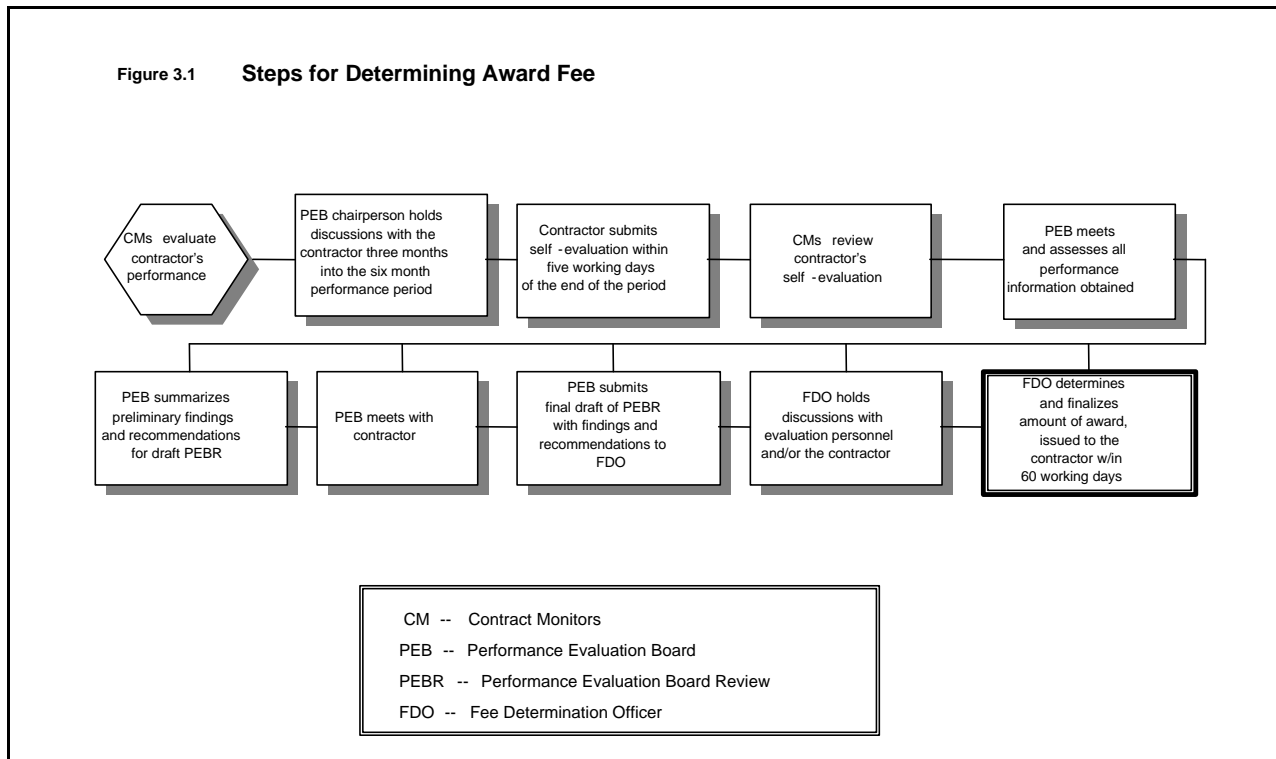 Figure 3.1 Steps for Determining Award Fee
CMs evaluate
contractor's
performance
PEB chairperson holds
discussions with the
contractor three months
into the six month
performance period
Contractor submits
self -evaluation within
five working days
of the end of the period
CMs review
contractor's
self -evaluation
PEB meets
and assesses all
performance
information obtained
PEB summarizes
preliminary findings
and recommendations
for draft PEBR
PEB meets with
contractor
PEB submits
final draft of PEBR
with findings and
recommendations to
FDO
FDO holds
discussions with
evaluation personnel
and/or the contractor
FDO determines
and finalizes
amount of award,
issued to the
contractor w/in
60 working days
CM -- Contract Monitors
PEB -- Performance Evaluation Board
PEBR -- Performance Evaluation Board Review
FDO -- Fee Determination Officer